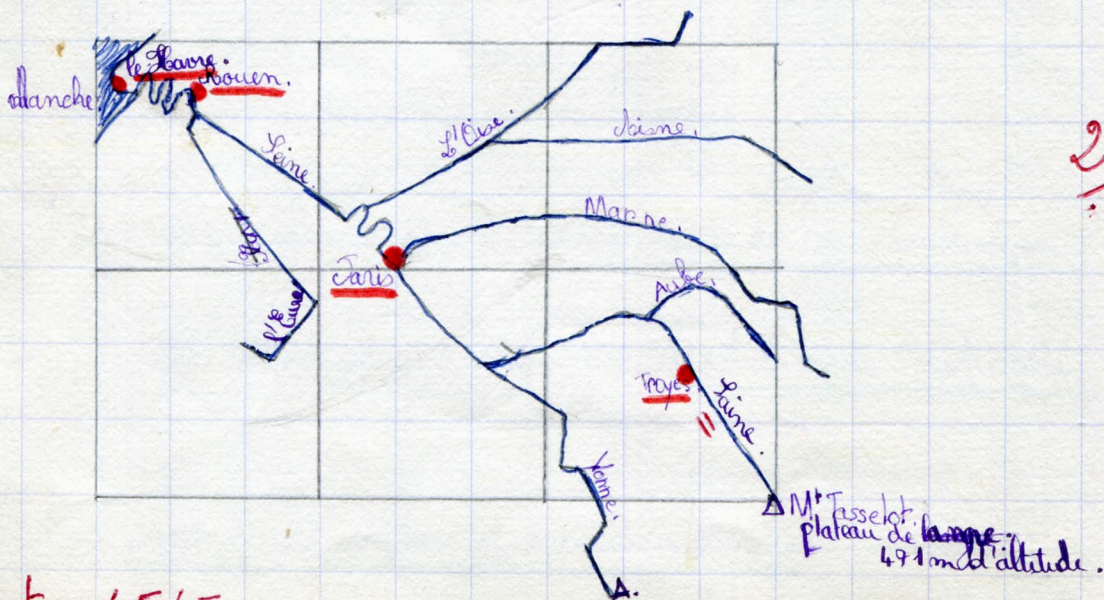 le Havre.
Rouen.
Manche
L'Oise.
Aisne.
Seine.
Marne.
l'Eure
Paris
Aube.
Troyes
Seine.
Yonne.
Mt Tasselot.
plateau de langre.
471 m d'altitude.